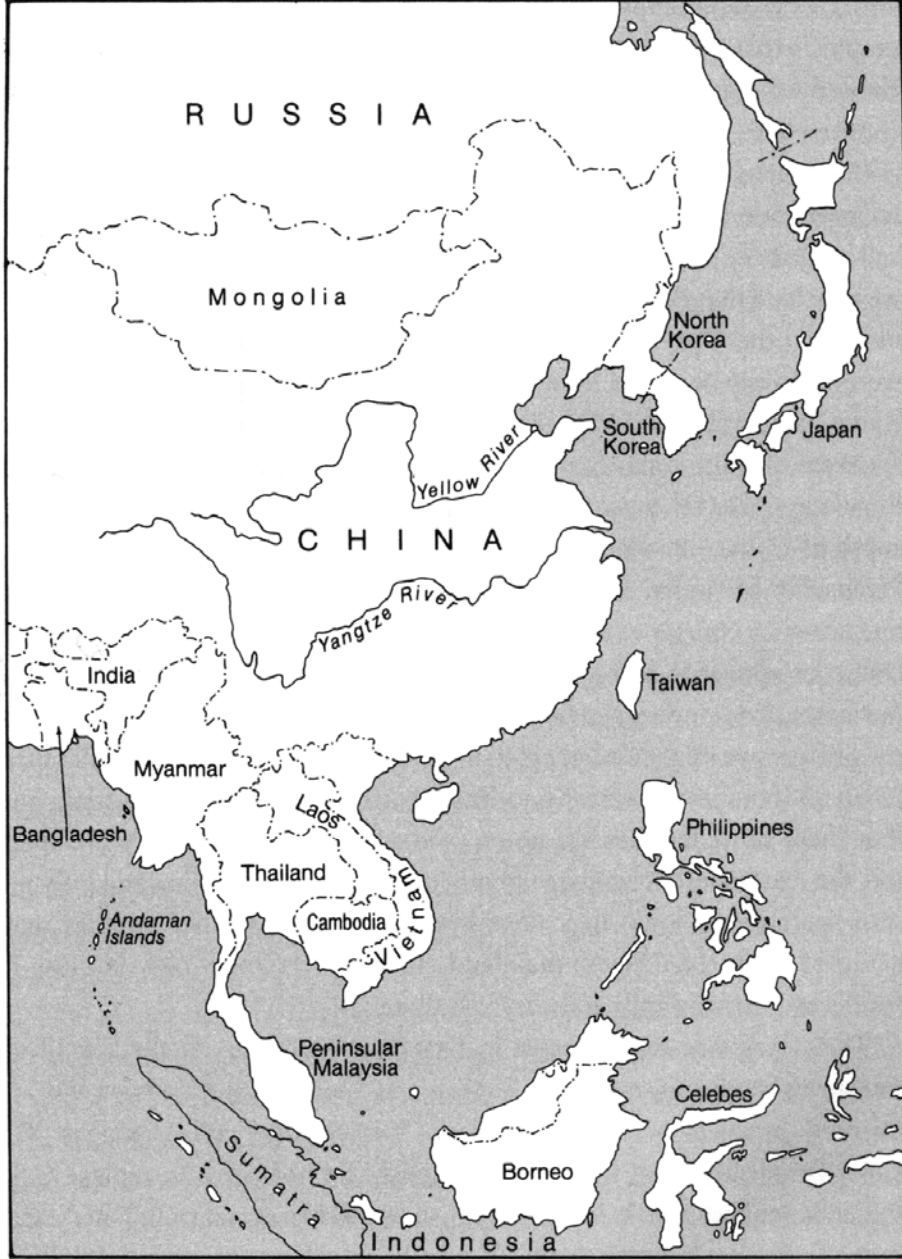 RUSSIA
Mongolia
North
Korea
South
Korea
Japan
Yellow River
CHINA
Yangtze River
India
Taiwan
Myanmar
Bangladesh
Laos
Philippines
Thailand
Cambodia
Vietnam
Andaman
Islands
Peninsular
Malaysia
Celebes
Sumatra
Borneo
Indonesia